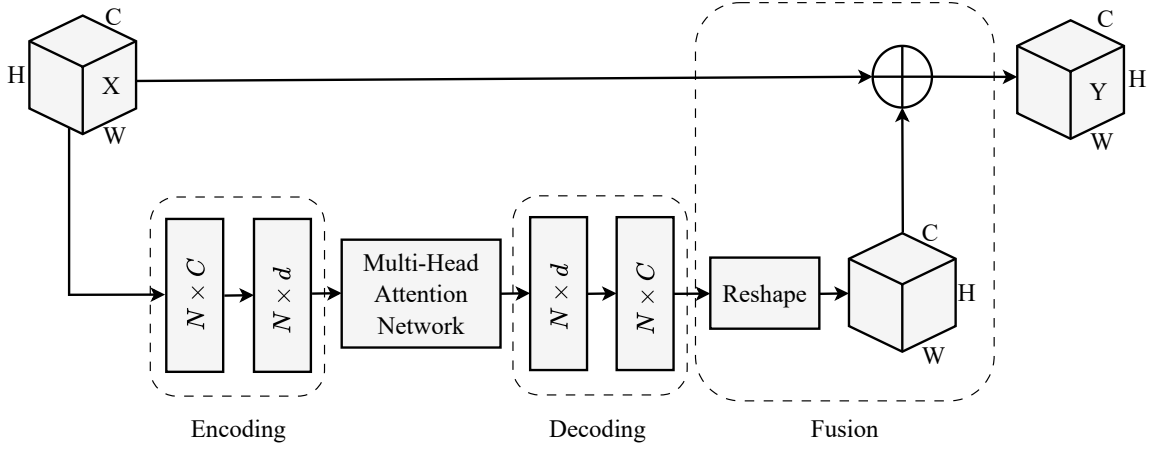 C
H
X
W
C
Y
H
W
N × C
N × d
Multi-Head
Attention
Network
N × d
N × C
Reshape
C
H
W
Encoding
Decoding
Fusion